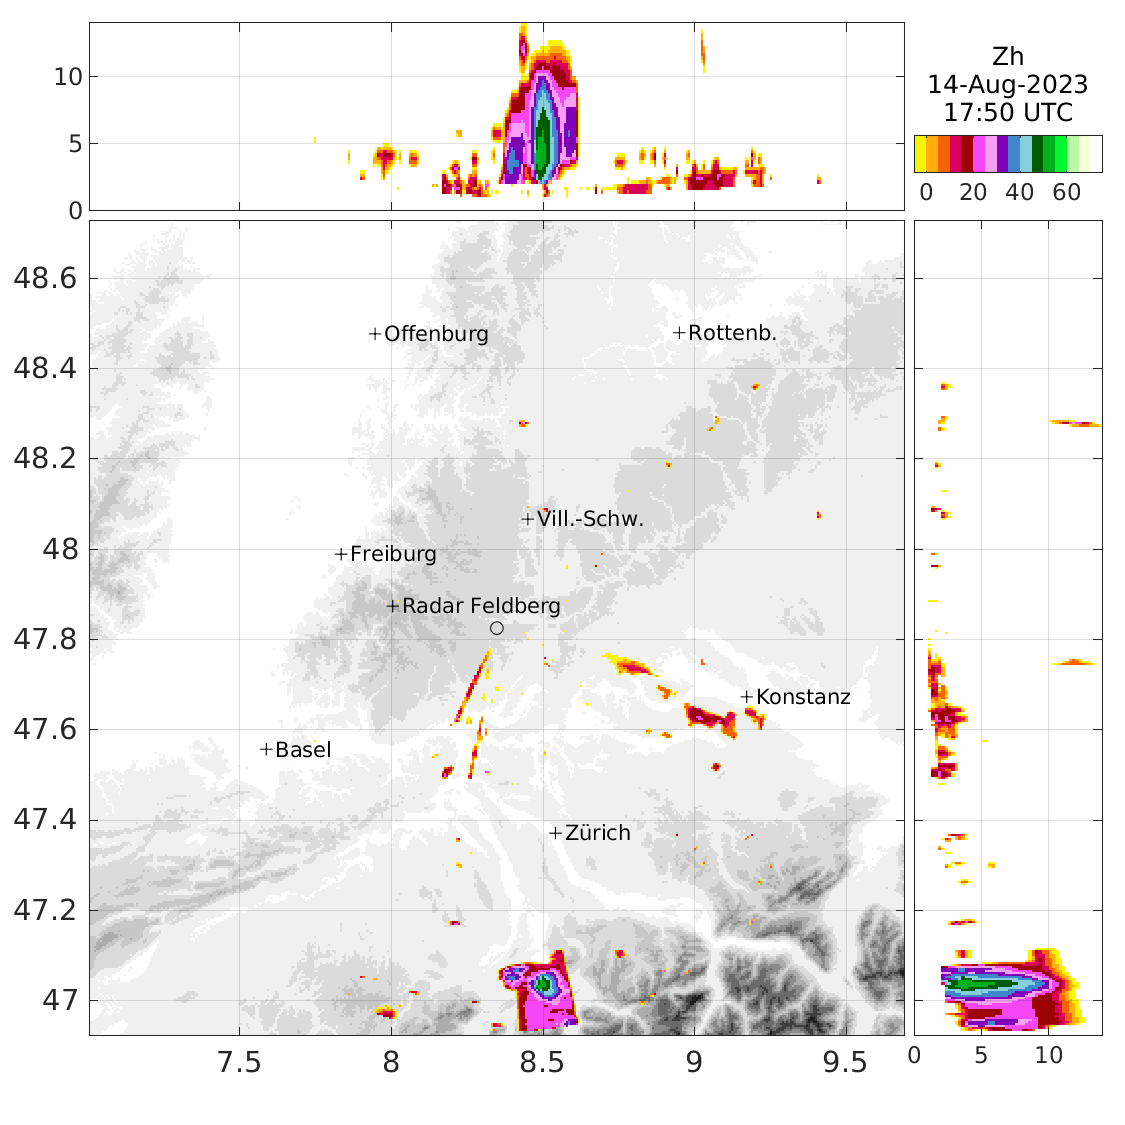 Zh
14-Aug-2023
17:50 UTC
0 20 40 60
10
5
0
48.6
48.4
48.2
48
47.8
47.6
47.4
47.2
47
Offenburg
Rottenb.
Vill.-Schw.
Freiburg
Radar Feldberg
Konstanz
Basel
Zürich
7.5 8 8.5 9 9.5
0 5 10